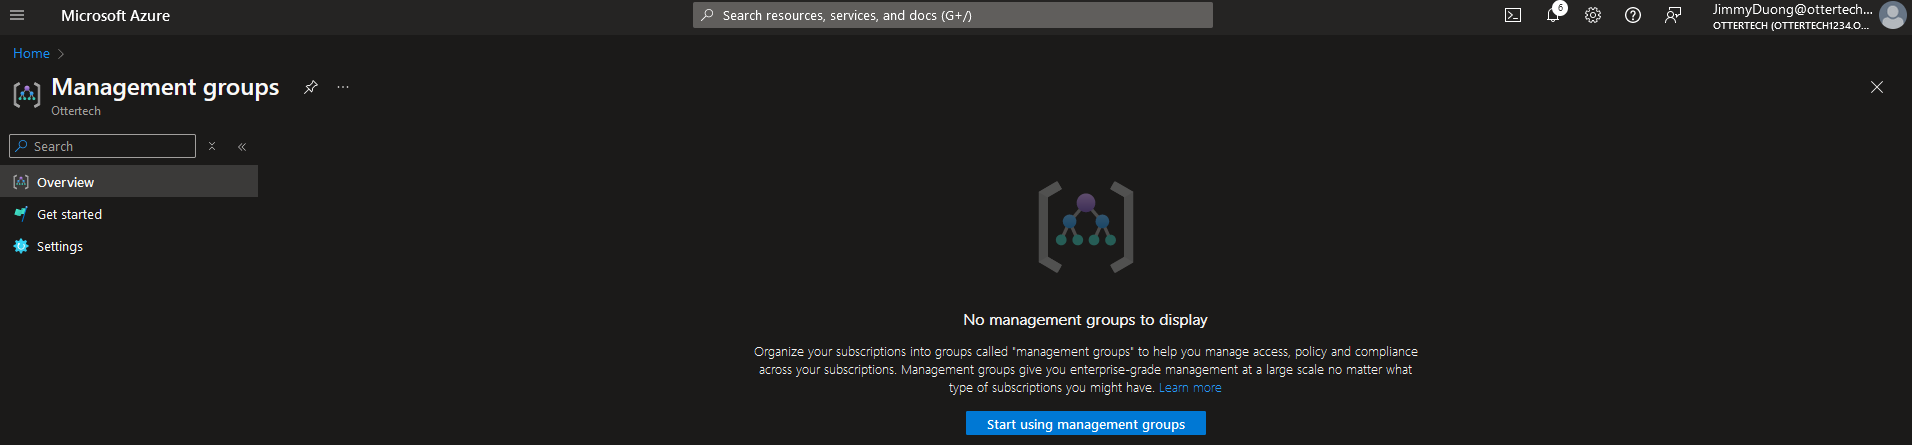 Microsoft Azure
Search resources, services, and docs (G+/)
6
JimmyDuong@ottertech...
OTTERTECH (OTTERTECH1234.O...
Home
Management groups
Ottertech
Search
Overview
Get started
Settings
No management groups to display
Organize your subscriptions into groups called "management groups" to help you manage access, policy and compliance
across your subscriptions. Management groups give you enterprise-grade management at a large scale no matter what
type of subscriptions you might have. Learn more
Start using management groups